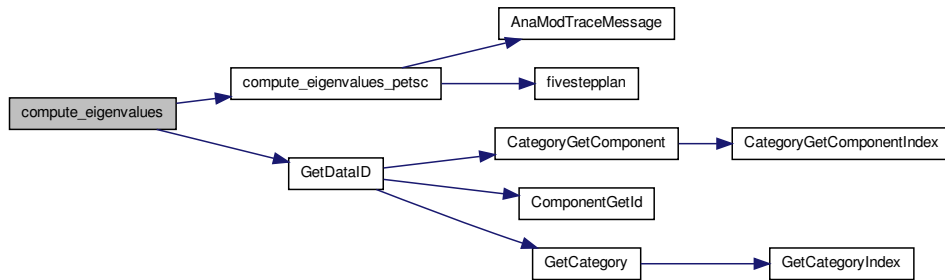 AnaModTraceMessage
compute_eigenvalues_petsc
fivestepplan
compute_eigenvalues
CategoryGetComponent
CategoryGetComponentIndex
GetDataID
ComponentGetId
GetCategory
GetCategoryIndex